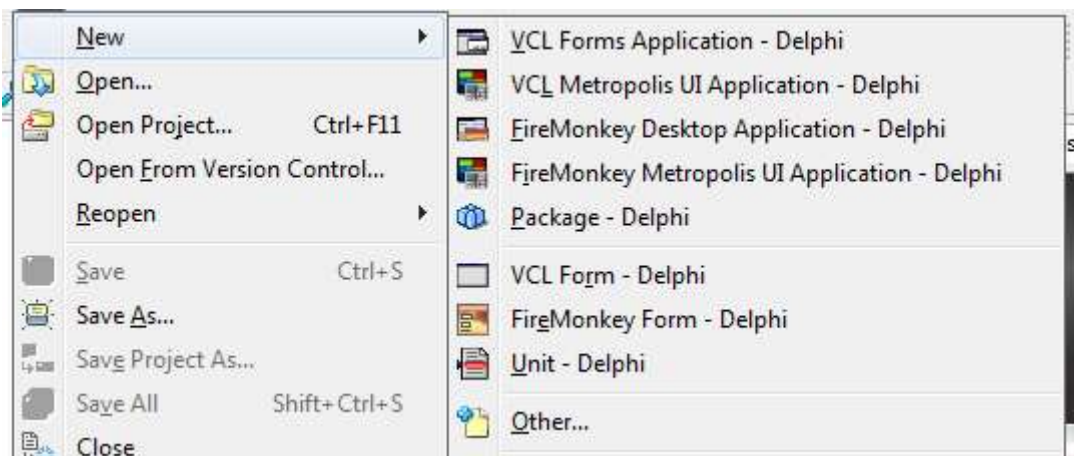 New
Open...
Open Project... Ctrl+F11
Open From Version Control...
Reopen
Save Ctrl+S
Save As...
Save Project As...
Save All Shift+Ctrl+S
Close
VCL Forms Application - Delphi
VCL Metropolis UI Application - Delphi
FireMonkey Desktop Application - Delphi
FireMonkey Metropolis UI Application - Delphi
Package - Delphi
VCL Form - Delphi
FireMonkey Form - Delphi
Unit - Delphi
Other...
s